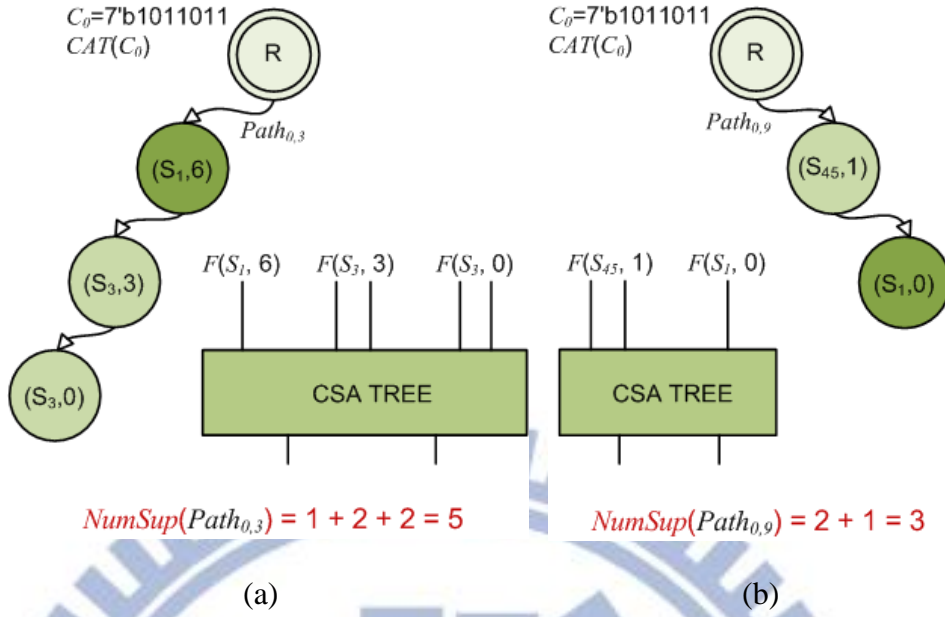 C₀=7'b1011011
CAT(C₀)
R
Path₀,₃
(S₁,6)
(S₃,3)
(S₃,0)
F(S₁, 6) F(S₃, 3) F(S₃, 0)
CSA TREE
NumSup(Path₀,₃) = 1 + 2 + 2 = 5
(a)
C₀=7'b1011011
CAT(C₀)
R
Path₀,₉
(S₄₅,1)
(S₁,0)
F(S₄₅, 1) F(S₁, 0)
CSA TREE
NumSup(Path₀,₉) = 2 + 1 = 3
(b)